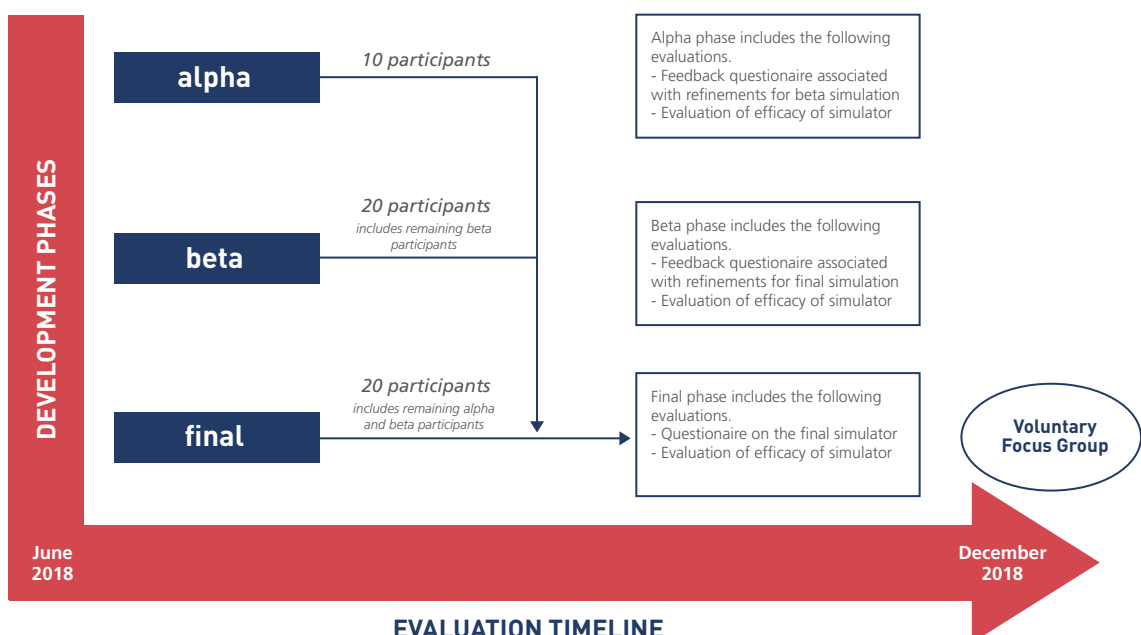 DEVELOPMENT PHASES
alpha
10 participants
Alpha phase includes the following
evaluations.
- Feedback questionaire associated
with refinements for beta simulation
- Evaluation of efficacy of simulator
beta
20 participants
includes remaining beta
participants
Beta phase includes the following
evaluations.
- Feedback questionaire associated
with refinements for final simulation
- Evaluation of efficacy of simulator
final
20 participants
includes remaining alpha
and beta participants
Final phase includes the following
evaluations.
- Questionaire on the final simulator
- Evaluation of efficacy of simulator
Voluntary
Focus Group
June
2018
December
2018
EVALUATION TIMELINE